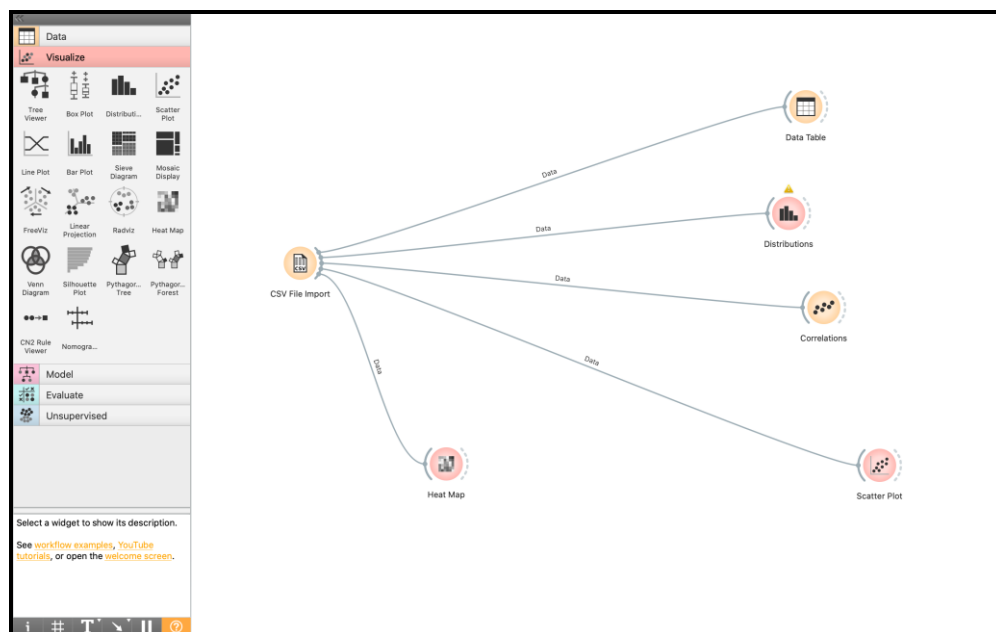 Data
Visualize
Tree
Viewer
Box Plot
Distributi...
Scatter
Plot
Line Plot
Bar Plot
Sieve
Diagram
Mosaic
Display
FreeViz
Linear
Projection
Radviz
Heat Map
Venn
Diagram
Silhouette
Plot
Pythagor...
Tree
Pythagor...
Forest
CN2 Rule
Viewer
Nomogra...
Model
Evaluate
Unsupervised
Select a widget to show its description.
See workflow examples, YouTube
tutorials, or open the welcome screen.
CSV
CSV File Import
Data
Data Table
Data
Distributions
Data
Correlations
Data
Scatter Plot
Data
Heat Map